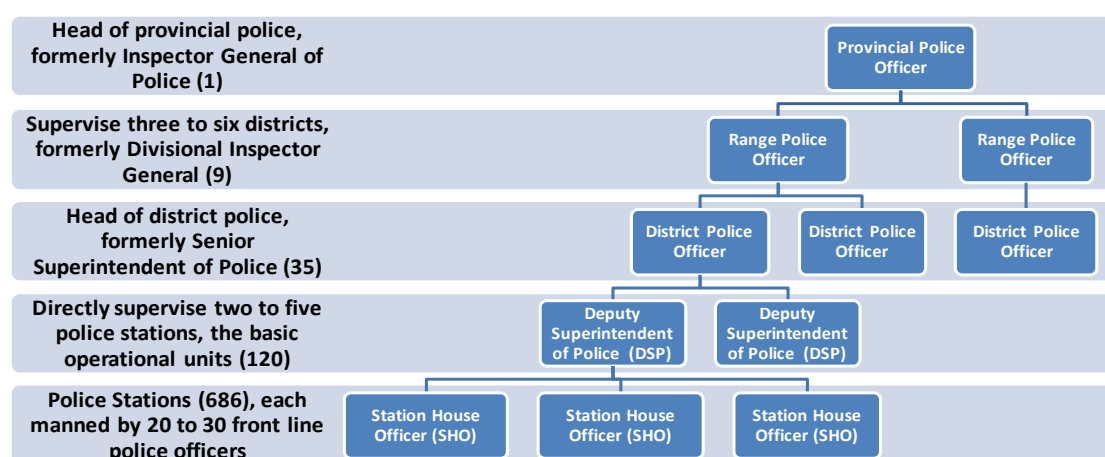 Head of provincial police,
formerly Inspector General of
Police (1)
Provincial Police
Officer
Supervise three to six districts,
formerly Divisional Inspector
General (9)
Range Police
Officer
Range Police
Officer
Head of district police,
formerly Senior
Superintendent of Police (35)
District Police
Officer
District Police
Officer
District Police
Officer
Directly supervise two to five
police stations, the basic
operational units (120)
Deputy
Superintendent
of Police (DSP)
Deputy
Superintendent
of Police (DSP)
Police Stations (686), each
manned by 20 to 30 front line
police officers
Station House
Officer (SHO)
Station House
Officer (SHO)
Station House
Officer (SHO)